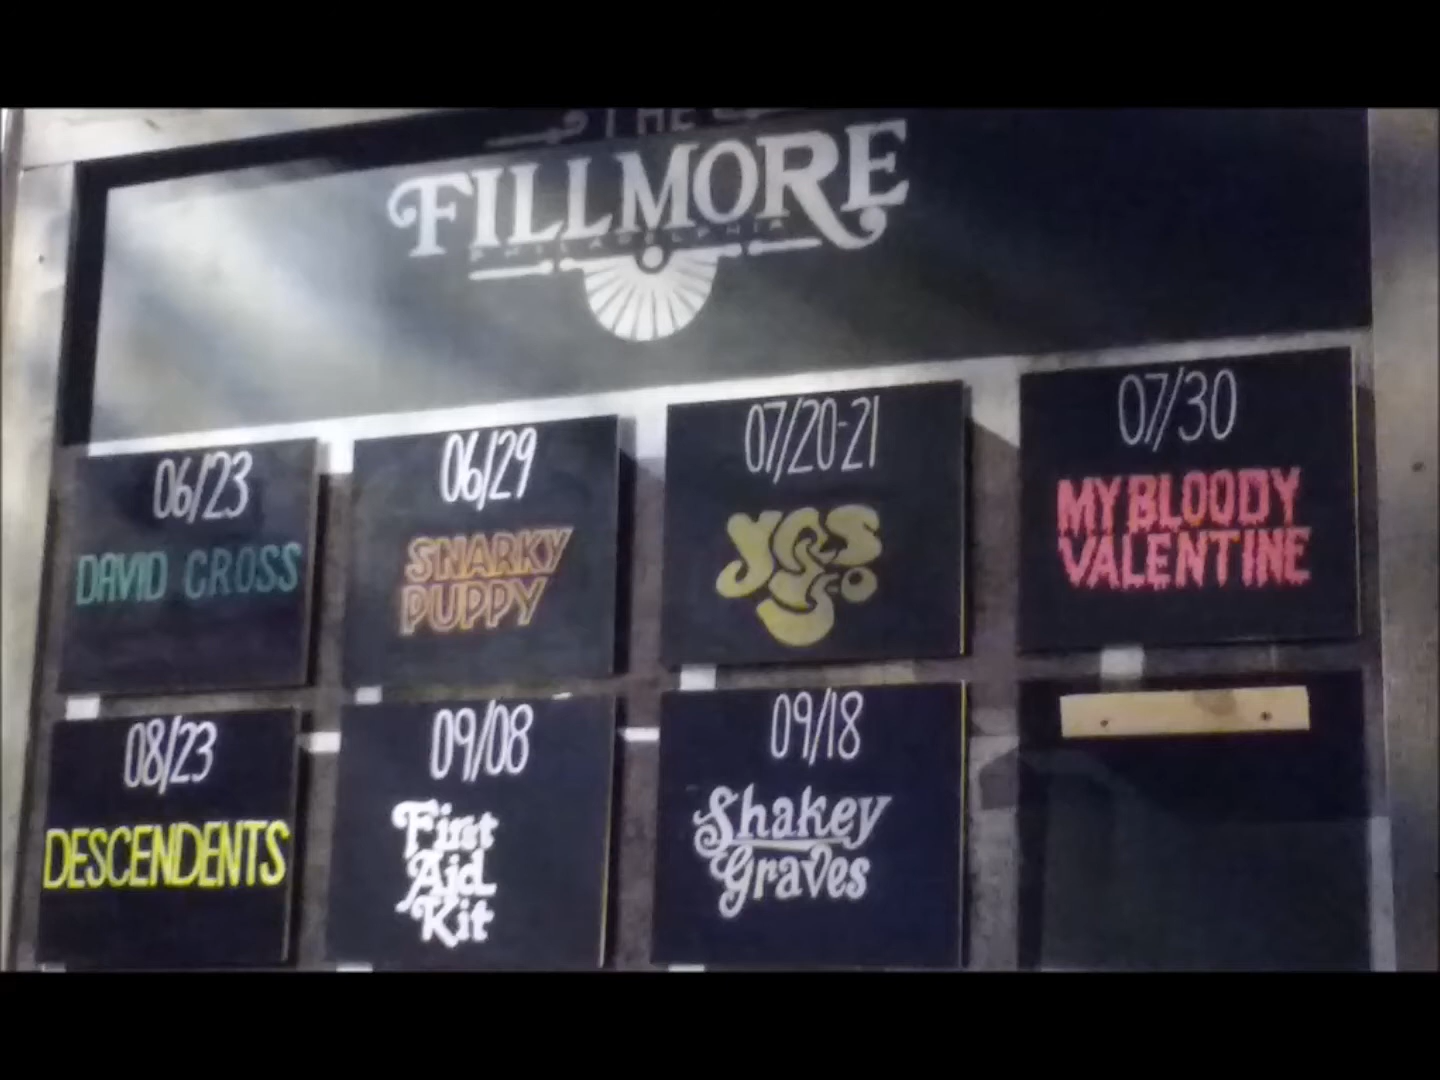 THE
FILLMORE
PHILADELPHIA
06/23
DAVID CROSS
06/29
SNARKY
PUPPY
07/20-21
yes
50
07/30
MY BLOODY
VALENTINE
08/23
DESCENDENTS
09/08
First
Aid
Kit
09/18
Shakey
Graves